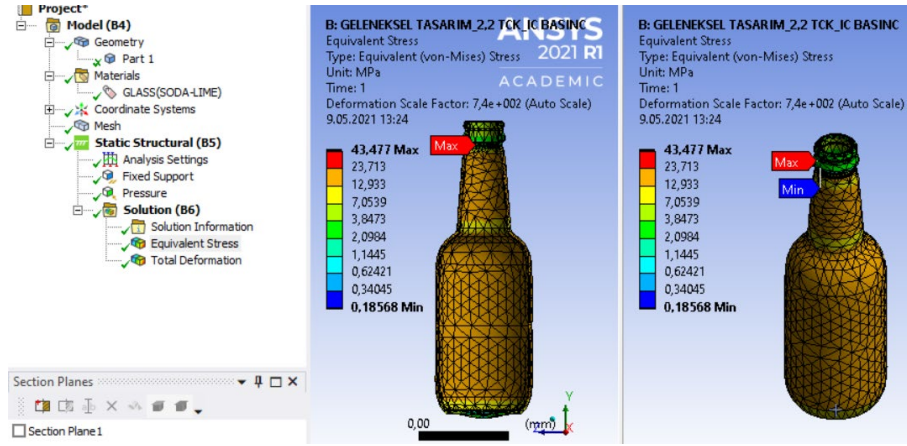 Project*
Model (B4)
Geometry
Part 1
Materials
GLASS(SODA-LIME)
Coordinate Systems
Mesh
Static Structural (B5)
Analysis Settings
Fixed Support
Pressure
Solution (B6)
Solution Information
Equivalent Stress
Total Deformation
Section Planes
Section Plane1
B: GELENEKSEL TASARIM_2,2 TCK_IC BASINC
Equivalent Stress
Type: Equivalent (von-Mises) Stress
Unit: MPa
Time: 1
Deformation Scale Factor: 7,4e+002 (Auto Scale)
9.05.2021 13:24
ANSYS
2021 R1
ACADEMIC
43,477 Max
23,713
12,933
7,0539
3,8473
2,0984
1,1445
0,62421
0,34045
0,18568 Min
Max
0,00
(mm)
Y
X
B: GELENEKSEL TASARIM_2,2 TCK_IC BASINC
Equivalent Stress
Type: Equivalent (von-Mises) Stress
Unit: MPa
Time: 1
Deformation Scale Factor: 7,4e+002 (Auto Scale)
9.05.2021 13:24
43,477 Max
23,713
12,933
7,0539
3,8473
2,0984
1,1445
0,62421
0,34045
0,18568 Min
Max
Min